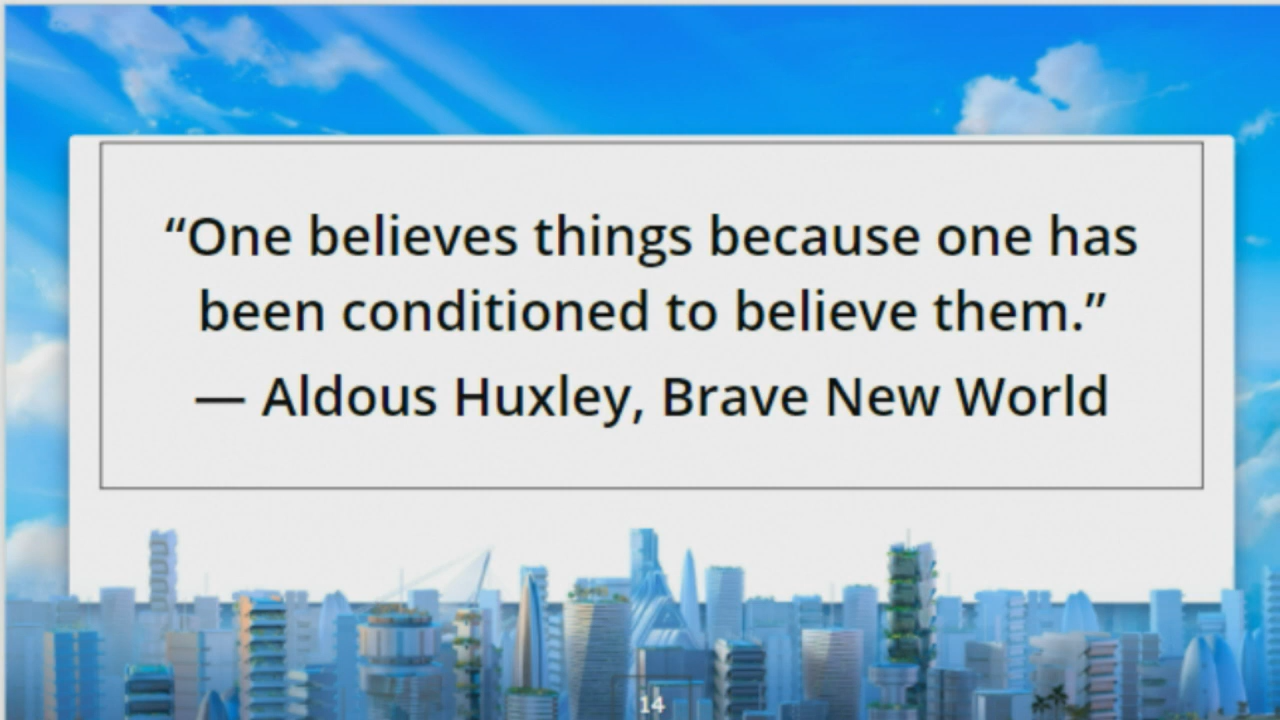 “One believes things because one has
been conditioned to believe them.”
— Aldous Huxley, Brave New World
14